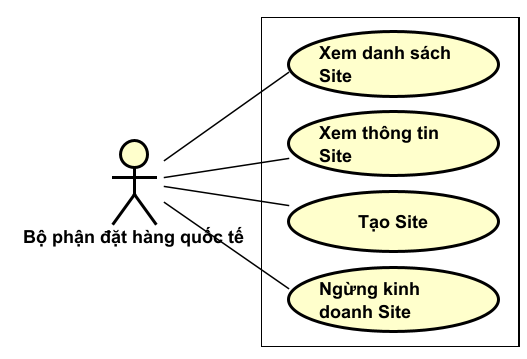 Xem danh sách
Site
Xem thông tin
Site
Tạo Site
Bộ phận đặt hàng quốc tế
Ngừng kinh
doanh Site